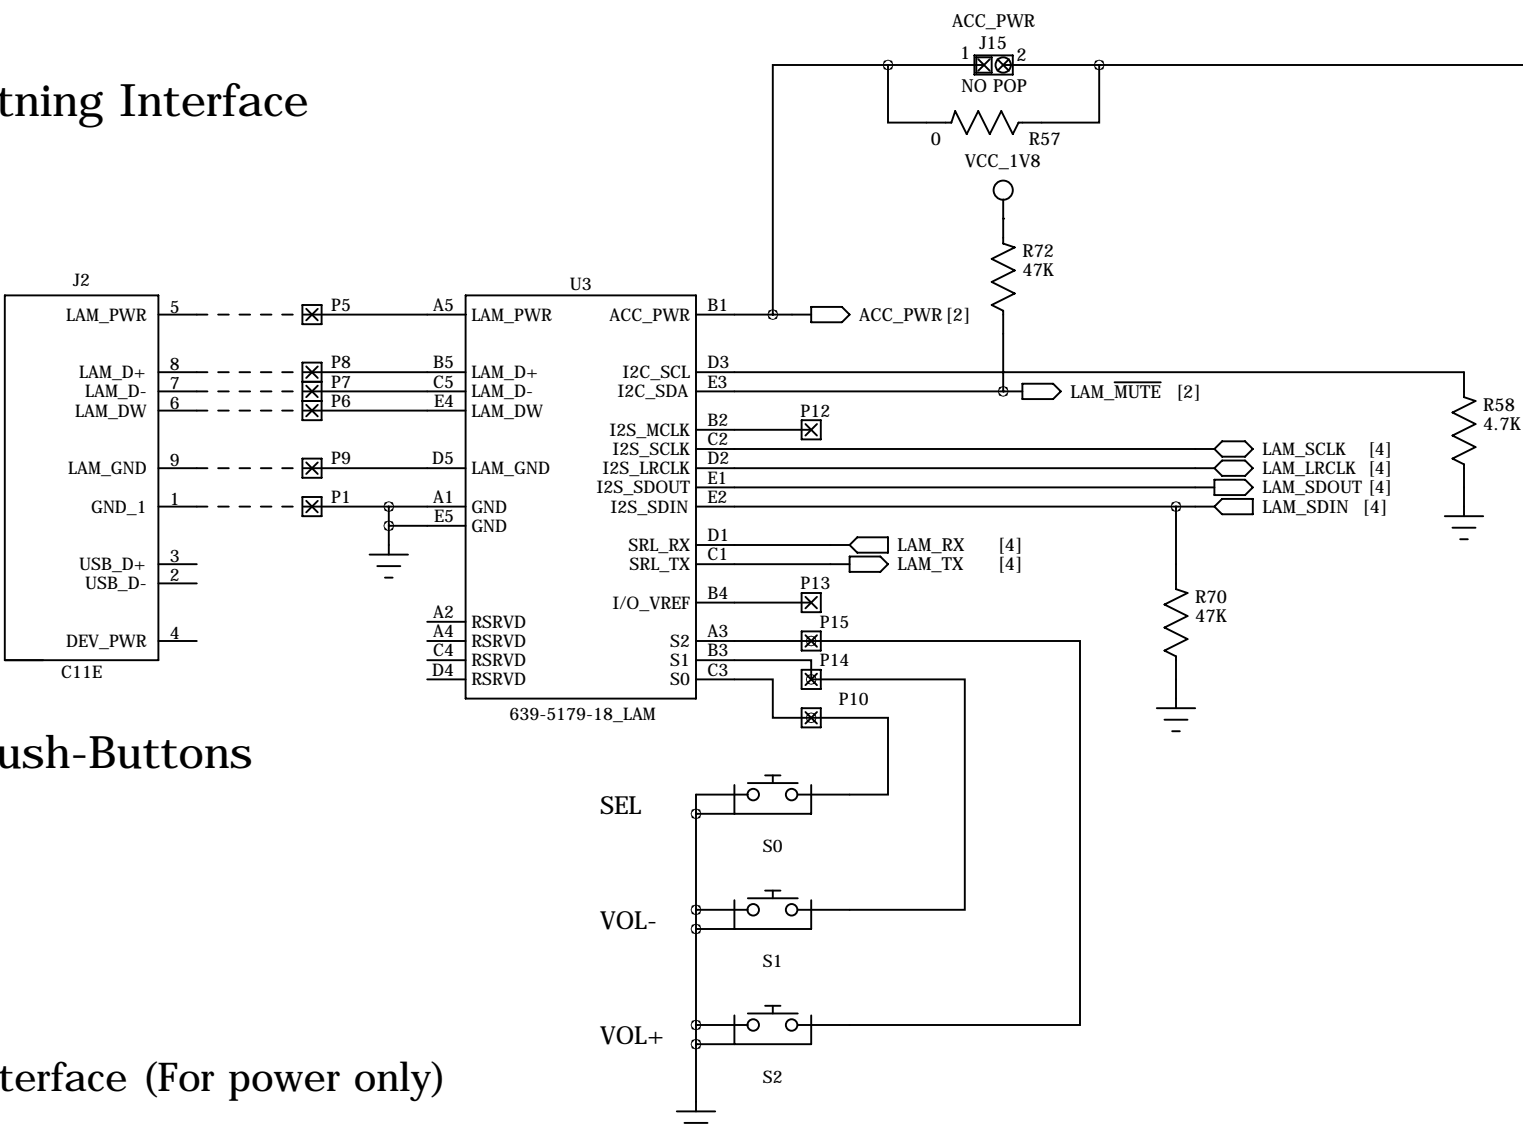 ACC_PWR
J15
1
2
NO POP
tning Interface
0
R57
VCC_1V8
R72
47K
J2
U3
LAM_PWR 5 P5 A5 LAM_PWR ACC_PWR B1 ACC_PWR [2]
LAM_D+ 8 P8 B5 LAM_D+ I2C_SCL D3
LAM_D- 7 P7 C5 LAM_D- I2C_SDA E3 LAM_MUTE [2]
LAM_DW 6 P6 E4 LAM_DW
R58
4.7K
I2S_MCLK B2 P12
I2S_SCLK C2 LAM_SCLK [4]
LAM_GND 9 P9 D5 LAM_GND I2S_LRCLK D2 LAM_LRCLK [4]
I2S_SDOUT E1 LAM_SDOUT [4]
GND_1 1 P1 A1 GND I2S_SDIN E2 LAM_SDIN [4]
E5 GND
SRL_RX D1 LAM_RX [4]
USB_D+ 3 SRL_TX C1 LAM_TX [4]
USB_D- 2
I/O_VREF B4 P13
R70
47K
A2 RSRVD
DEV_PWR 4 A4 RSRVD S2 A3 P15
C4 RSRVD S1 B3 P14
D4 RSRVD S0 C3
C11E
P10
639-5179-18_LAM
ush-Buttons
SEL
S0
VOL-
S1
VOL+
S2
terface (For power only)